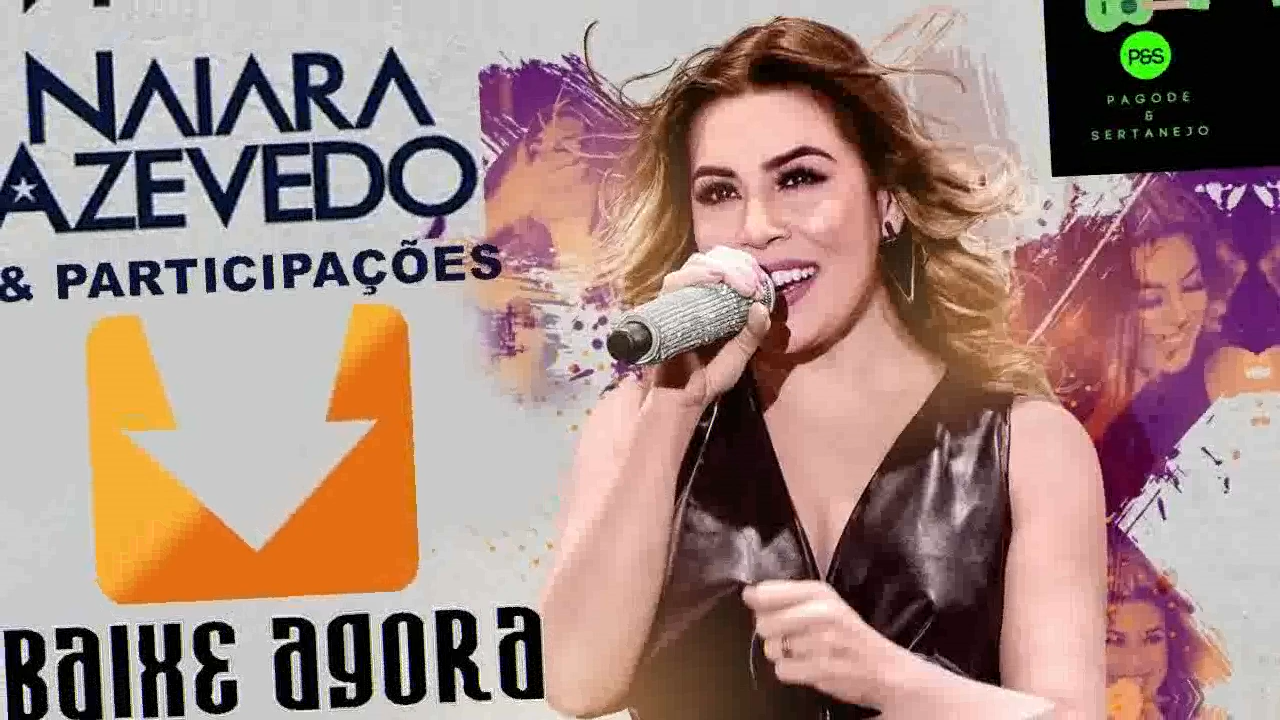 NAIARA
AZEVEDO
& PARTICIPAÇÕES
BAIXE AGORA
P&S
PAGODE
&
SERTANEJO